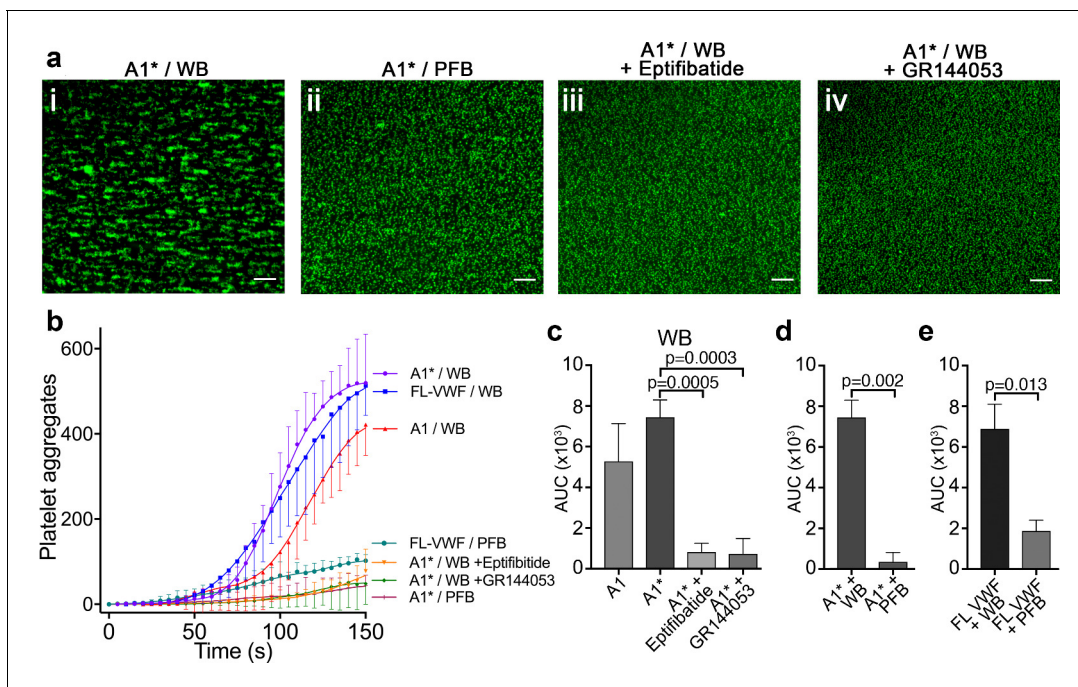 a
A1* / WB
A1* / PFB
A1* / WB
+ Eptifibatide
A1* / WB
+ GR144053
i
ii
iii
iv
b
Platelet aggregates
600
400
200
0
0
50
100
150
Time (s)
A1* / WB
FL-VWF / WB
A1 / WB
FL-VWF / PFB
A1* / WB +Eptifibitide
A1* / WB +GR144053
A1* / PFB
c
WB
AUC (x10³)
10
8
6
4
2
0
p=0.0003
p=0.0005
A1
A1*
A1* +
Eptifibatide
A1* +
GR144053
d
AUC (x10³)
10
8
6
4
2
0
p=0.002
A1* +
WB
A1* +
PFB
e
AUC (x10³)
10
8
6
4
2
0
p=0.013
FL VWF
+ WB
FL VWF
+ PFB